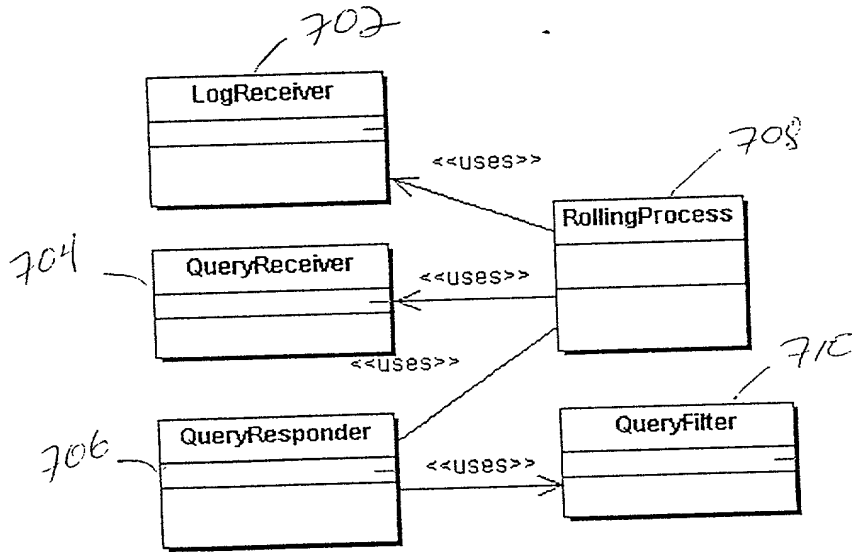 702
LogReceiver
<<uses>>
708
RollingProcess
704
QueryReceiver
<<uses>>
<<uses>>
710
QueryFilter
706
QueryResponder
<<uses>>